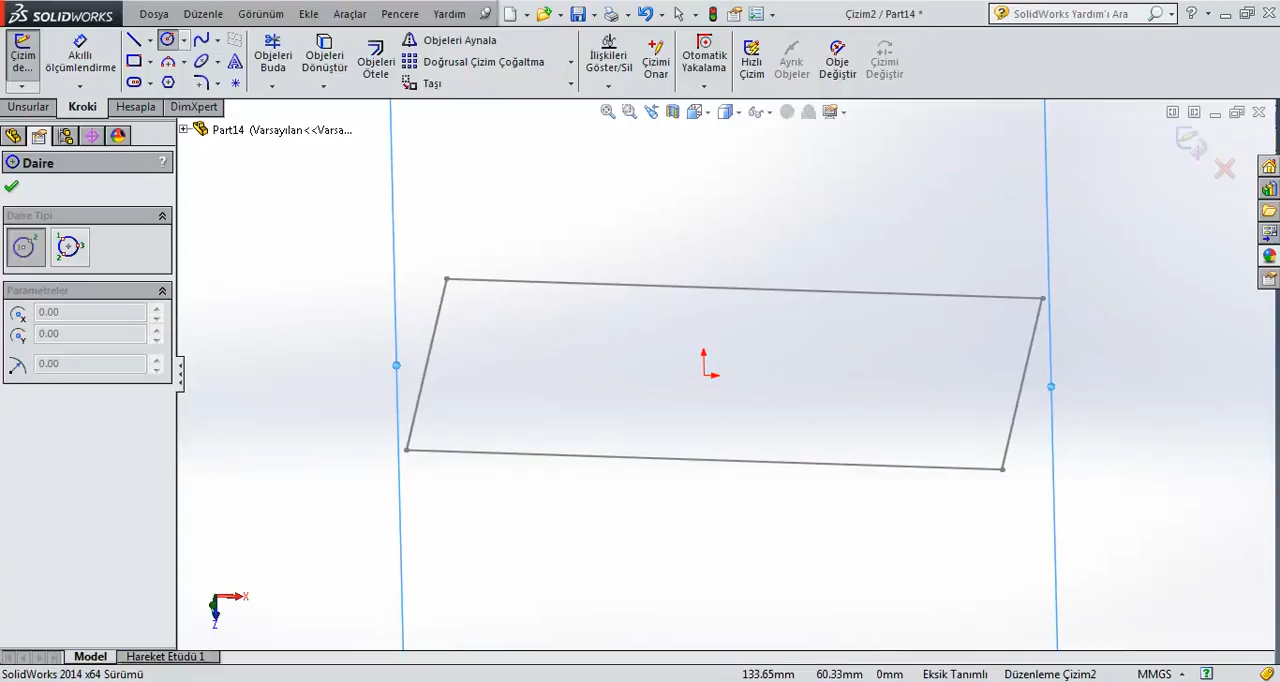 SOLIDWORKS Dosya Düzenle Görünüm Ekle Araçlar Pencere Yardım Çizim2 / Part14 * SolidWorks Yardım'ı Ara
Çizim de... Akıllı ölçümlendirme Objeleri Buda Objeleri Dönüştür Objeleri Ötele Objeleri Aynala Doğrusal Çizim Çoğaltma Taşı İlişkileri Göster/Sil Çizimi Onar Otomatik Yakalama Hızlı Çizim Ayrık Objeler Obje Değiştir Çizimi Değiştir
Unsurlar Kroki Hesapla DimXpert
Part14 (Varsayılan<<Varsa...
Daire ?
Daire Tipi
Parametreler
0.00
0.00
0.00
X
Z
Model Hareket Etüdü 1
SolidWorks 2014 x64 Sürümü 133.65mm 60.33mm 0mm Eksik Tanımlı Düzenleme Çizim2 MMGS